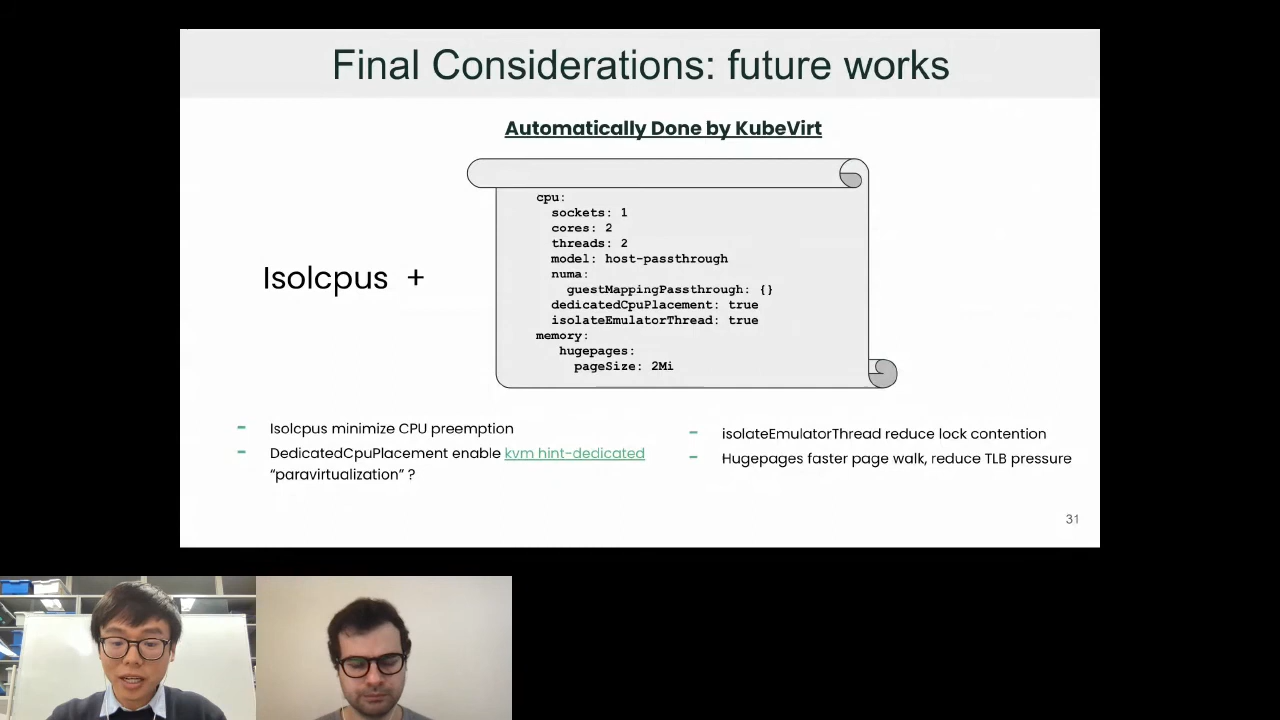 Final Considerations: future works
Automatically Done by KubeVirt
Isolcpus +
cpu:
sockets: 1
cores: 2
threads: 2
model: host-passthrough
numa:
guestMappingPassthrough: {}
dedicatedCpuPlacement: true
isolateEmulatorThread: true
memory:
hugepages:
pageSize: 2Mi
- Isolcpus minimize CPU preemption
- DedicatedCpuPlacement enable kvm hint-dedicated
“paravirtualization” ?
- isolateEmulatorThread reduce lock contention
- Hugepages faster page walk, reduce TLB pressure
31